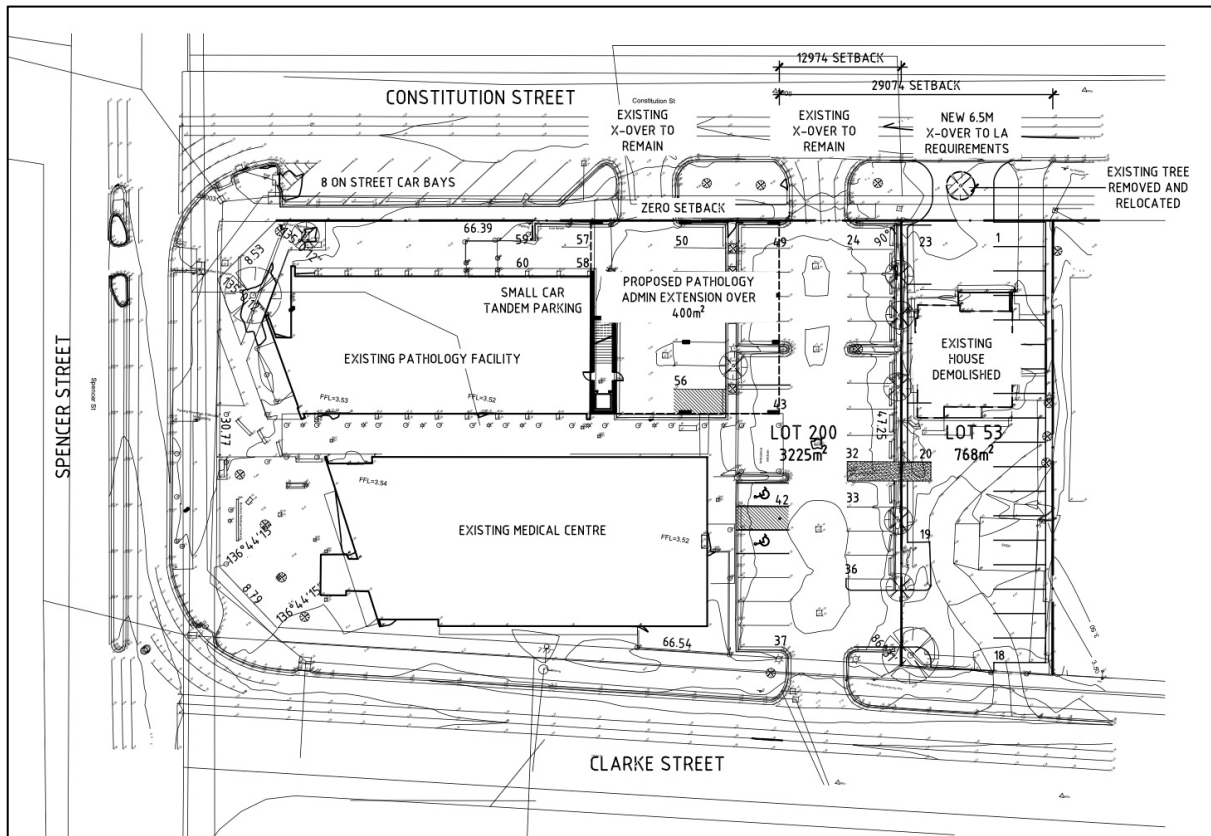 12974 SETBACK
29074 SETBACK
CONSTITUTION STREET
Constitution St
EXISTING
X-OVER TO
REMAIN
EXISTING
X-OVER TO
REMAIN
NEW 6.5M
X-OVER TO LA
REQUIREMENTS
EXISTING TREE
REMOVED AND
RELOCATED
8 ON STREET CAR BAYS
ZERO SETBACK
66.39
59
57
50
49
24
90°
23
1
60
58
8.53
SMALL CAR
TANDEM PARKING
PROPOSED PATHOLOGY
ADMIN EXTENSION OVER
400m²
EXISTING PATHOLOGY FACILITY
EXISTING
HOUSE
DEMOLISHED
SPENCER STREET
Spencer St
FFL=3.53
FFL=3.52
56
43
30.77
47.25
LOT 200
3225m²
LOT 53
768m²
32
20
FFL=3.54
42
33
EXISTING MEDICAL CENTRE
FFL=3.52
19
136°44'15"
36
8.79
136°44'15"
66.54
37
18
CLARKE STREET